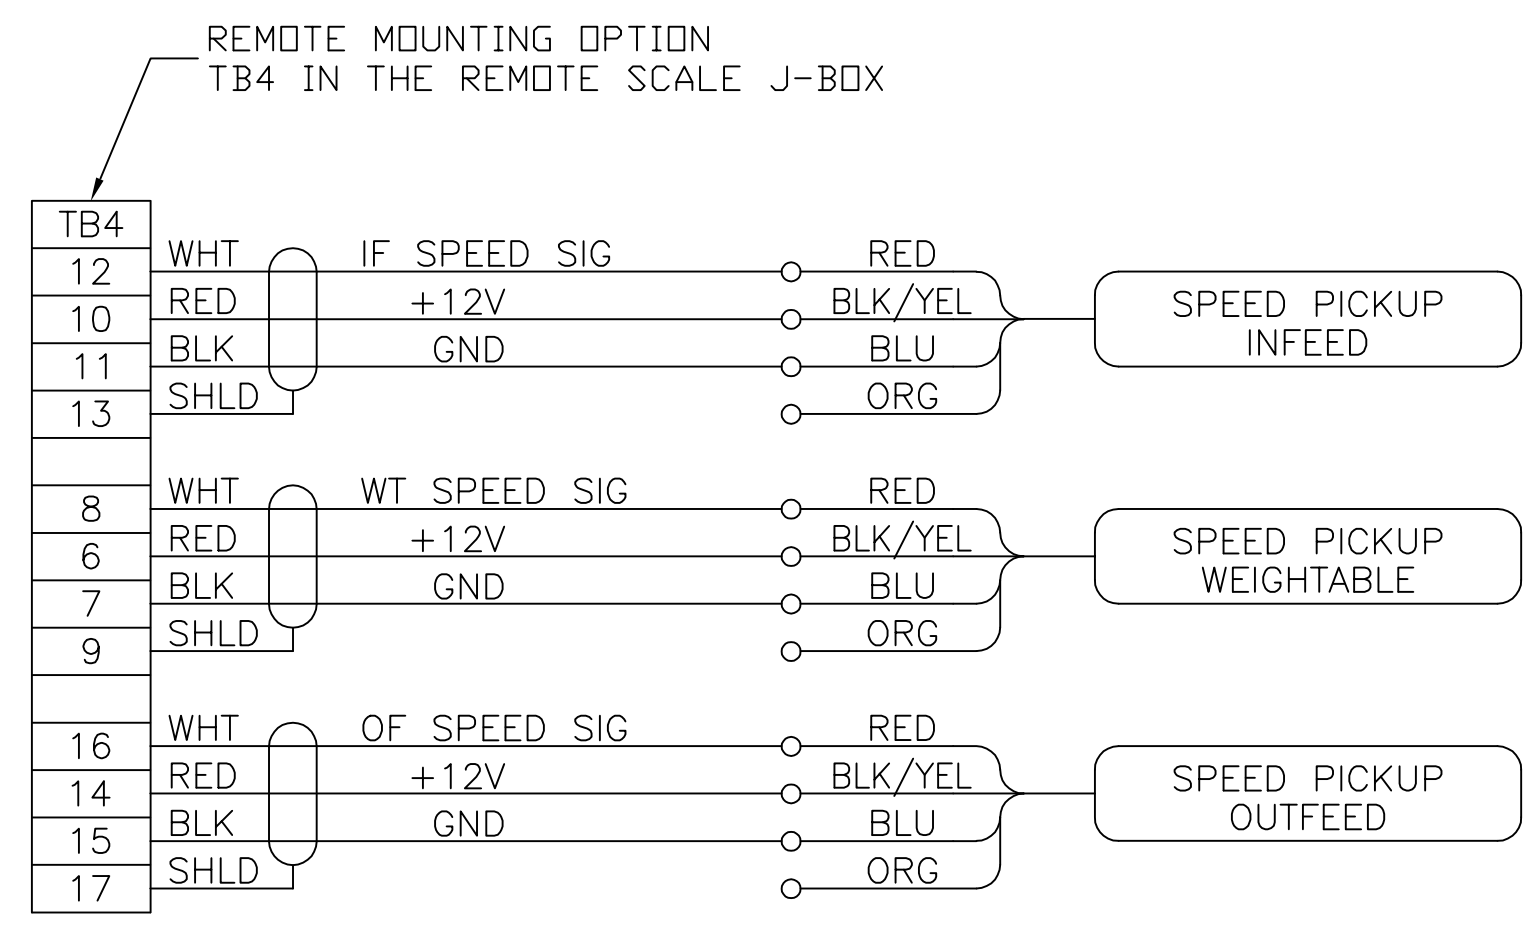 REMOTE MOUNTING OPTION
TB4 IN THE REMOTE SCALE J-BOX
TB4
12 WHT IF SPEED SIG RED
10 RED +12V BLK/YEL
11 BLK GND BLU
13 SHLD ORG
SPEED PICKUP
INFEED
8 WHT WT SPEED SIG RED
6 RED +12V BLK/YEL
7 BLK GND BLU
9 SHLD ORG
SPEED PICKUP
WEIGHTABLE
16 WHT OF SPEED SIG RED
14 RED +12V BLK/YEL
15 BLK GND BLU
17 SHLD ORG
SPEED PICKUP
OUTFEED